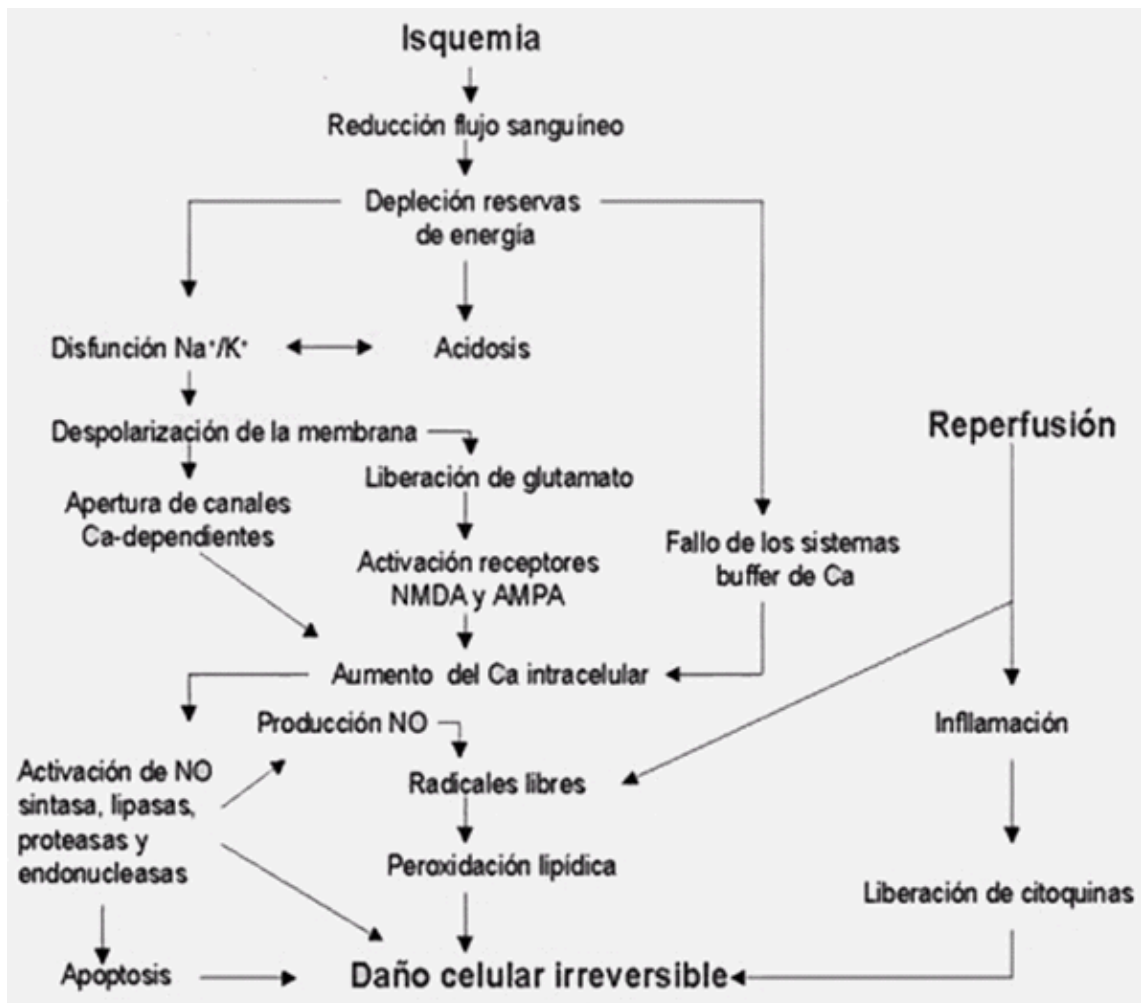 Isquemia
Reducción flujo sanguíneo
Depleción reservas
de energía
Disfunción Na⁺/K⁺
Acidosis
Despolarización de la membrana
Reperfusión
Liberación de glutamato
Apertura de canales
Ca-dependientes
Activación receptores
NMDA y AMPA
Fallo de los sistemas
buffer de Ca
Aumento del Ca intracelular
Producción NO
Infllamación
Activación de NO
sintasa, lipasas,
proteasas y
endonucleasas
Radicales libres
Peroxidación lipídica
Liberación de citoquinas
Apoptosis
Daño celular irreversible